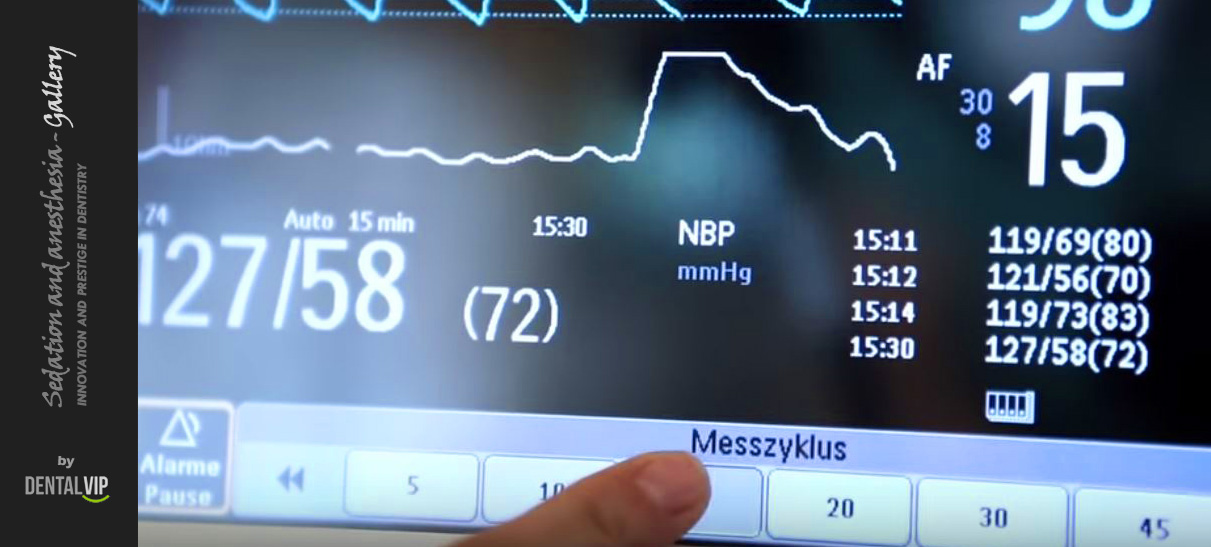 Sedation and anesthesia - Gallery
INNOVATION AND PRESTIGE IN DENTISTRY
by
DENTALVIP
AF
30
8
15
74
Auto 15 min
15:30
127/58
(72)
NBP
mmHg
15:11 119/69(80)
15:12 121/56(70)
15:14 119/73(83)
15:30 127/58(72)
Messzyklus
Alarme
Pause
5
10
20
30
45